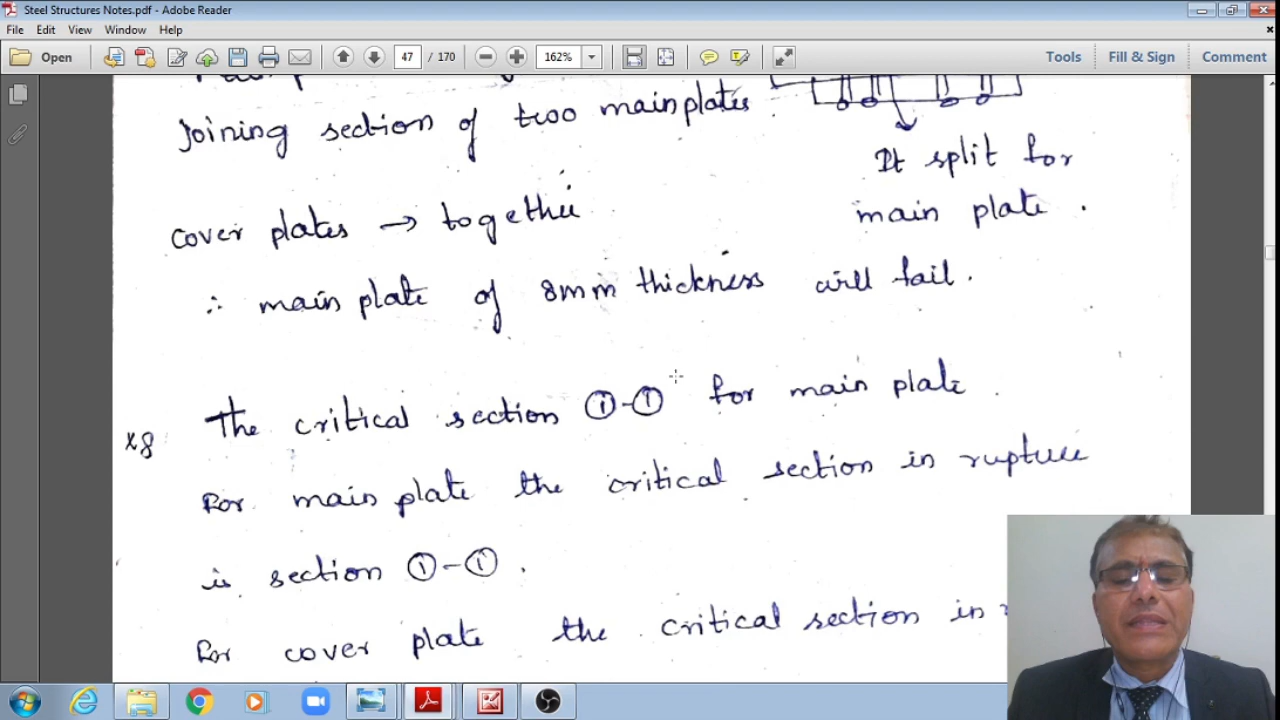 Steel Structures Notes.pdf - Adobe Reader
File Edit View Window Help
Open 47 / 170 162% Tools Fill & Sign Comment
Joining section of two main plates
It split for
main plate.
cover plates → together
∴ main plate of 8mm thickness will fail.
The critical section ①-① for main plate.
For main plate the critical section in rupture
is section ①-①.
For cover plate the critical section in